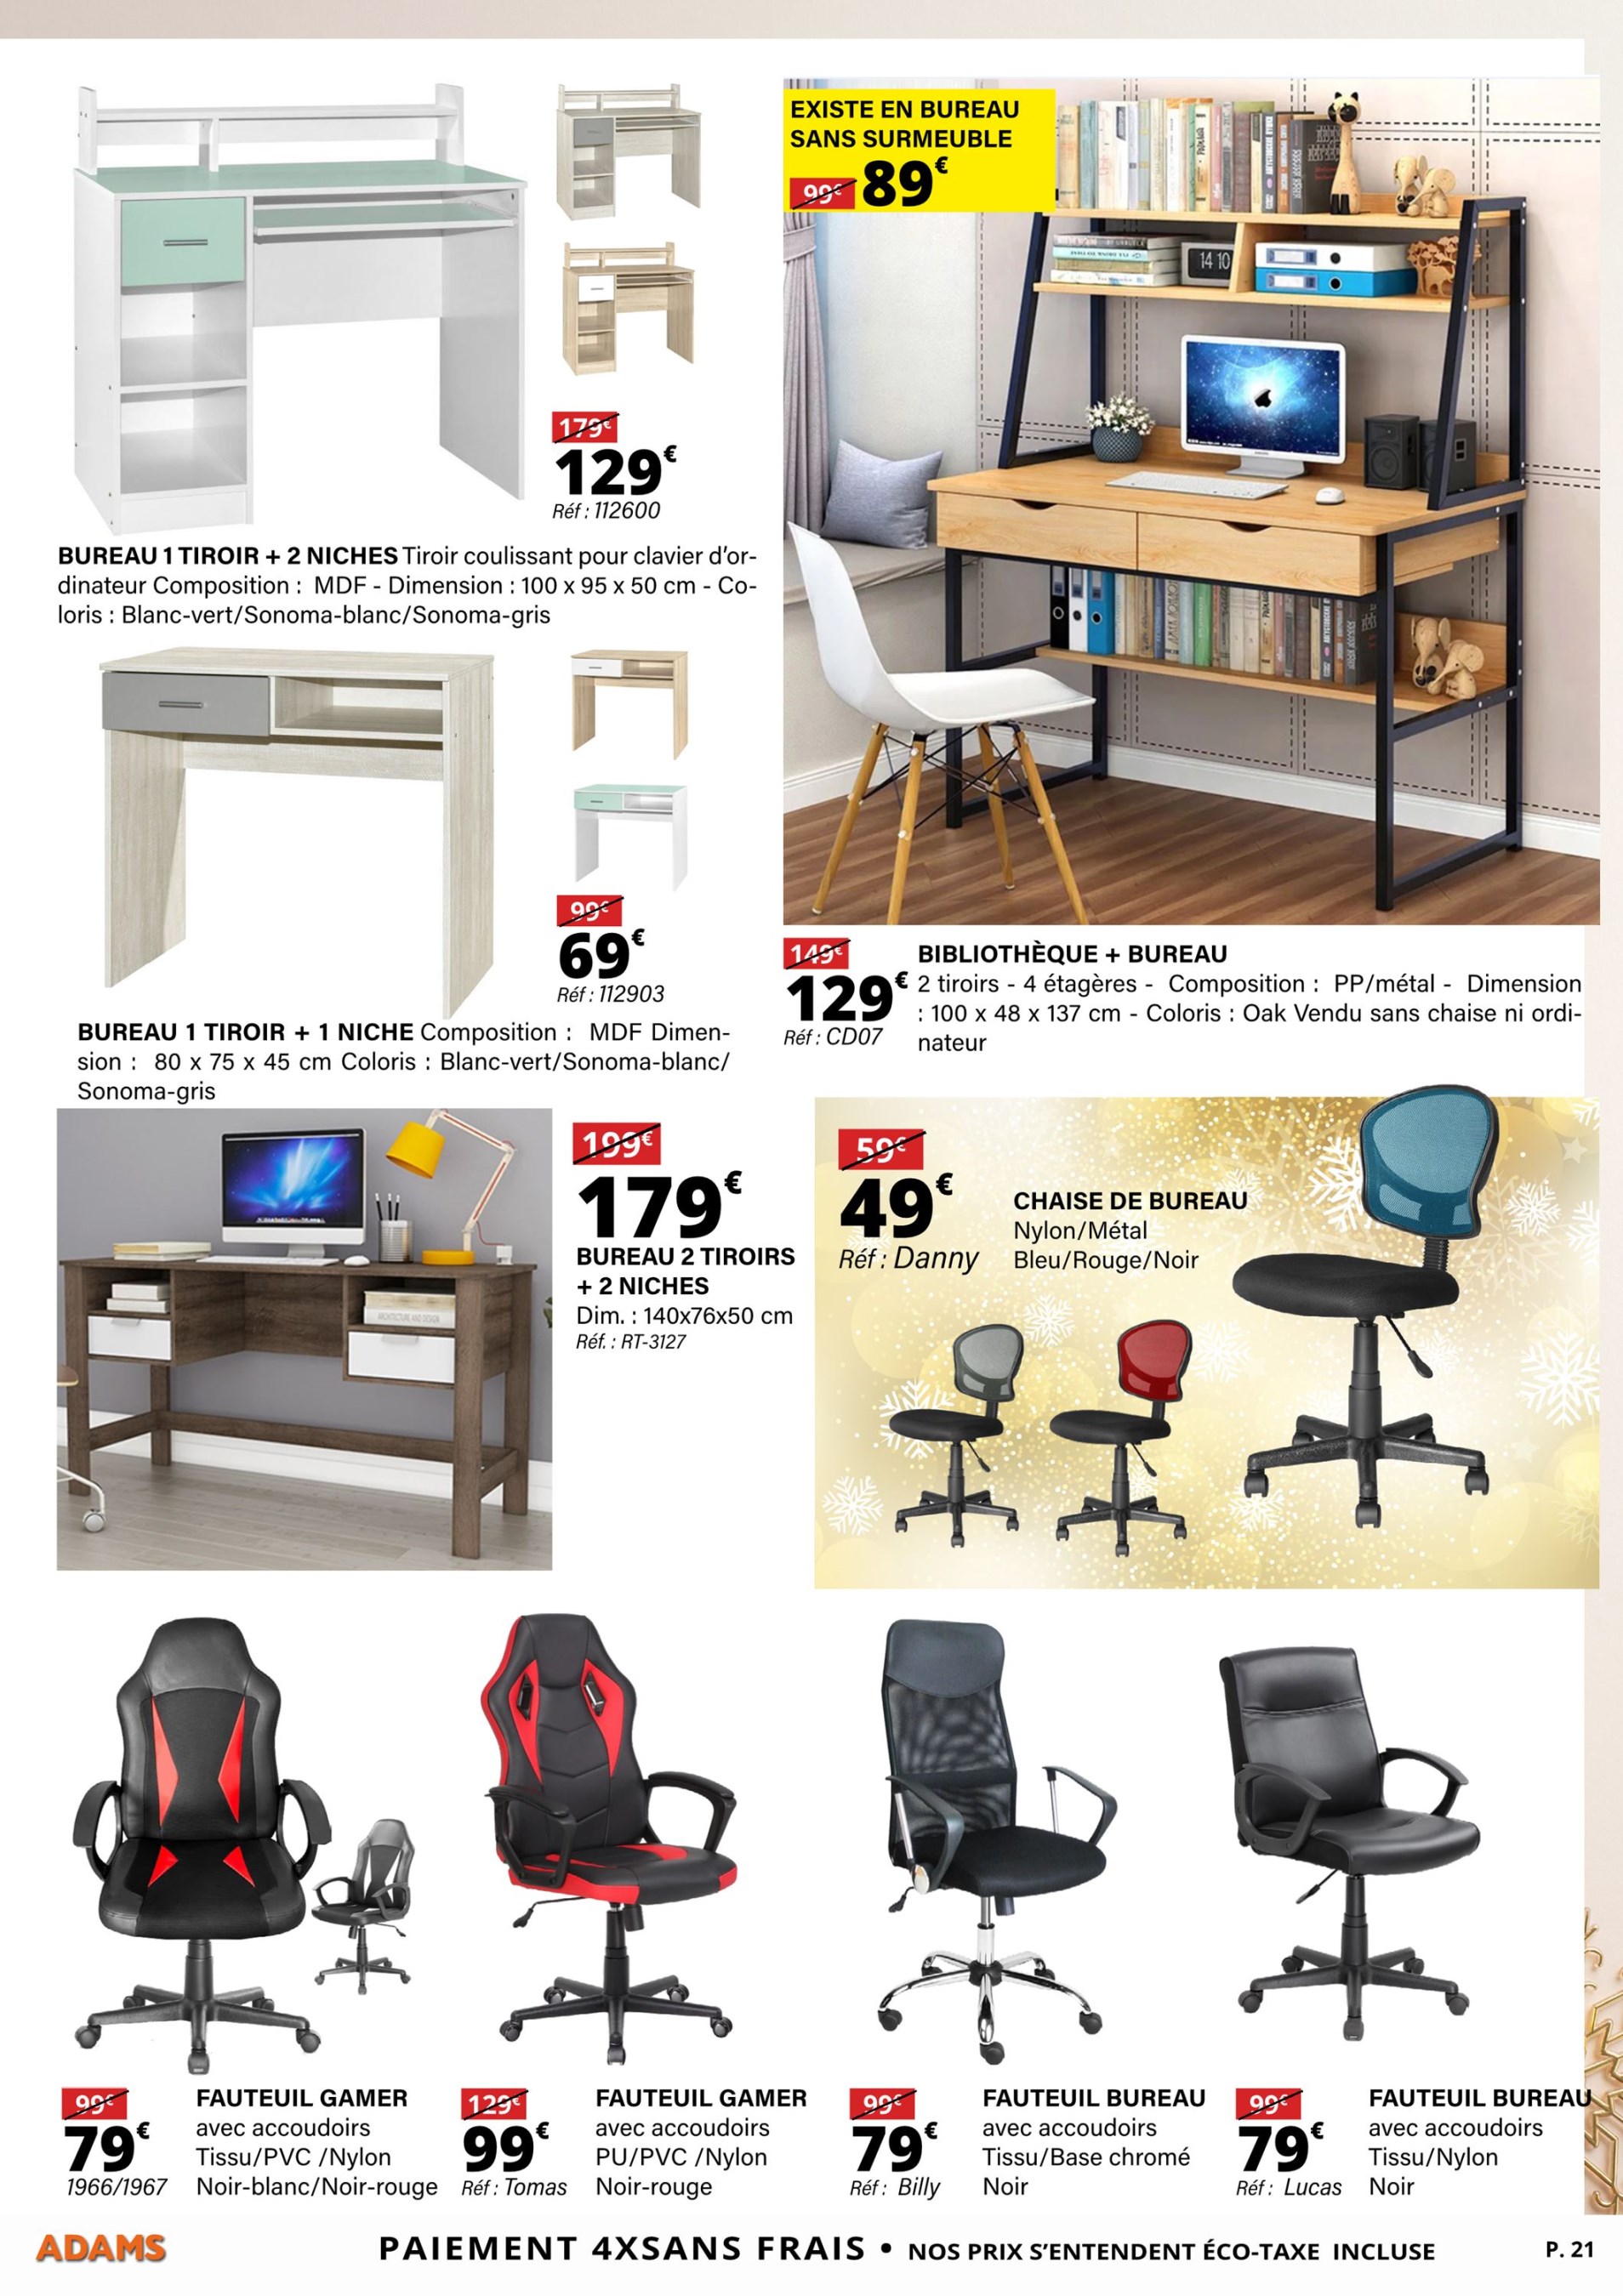 179€
129€
Réf : 112600
BUREAU 1 TIROIR + 2 NICHES Tiroir coulissant pour clavier d'or-
dinateur Composition : MDF - Dimension : 100 x 95 x 50 cm - Co-
loris : Blanc-vert/Sonoma-blanc/Sonoma-gris
99€
69€
Réf : 112903
BUREAU 1 TIROIR + 1 NICHE Composition : MDF Dimen-
sion : 80 x 75 x 45 cm Coloris : Blanc-vert/Sonoma-blanc/
Sonoma-gris
EXISTE EN BUREAU
SANS SURMEUBLE
99€ 89€
14 10
149€
129€
Réf : CD07
BIBLIOTHÈQUE + BUREAU
2 tiroirs - 4 étagères - Composition : PP/métal - Dimension
: 100 x 48 x 137 cm - Coloris : Oak Vendu sans chaise ni ordi-
nateur
ARCHITECTURE AND DESIGN
199€
179€
BUREAU 2 TIROIRS
+ 2 NICHES
Dim. : 140x76x50 cm
Réf. : RT-3127
59€
49€
Réf : Danny
CHAISE DE BUREAU
Nylon/Métal
Bleu/Rouge/Noir
99€
79€
1966/1967
FAUTEUIL GAMER
avec accoudoirs
Tissu/PVC /Nylon
Noir-blanc/Noir-rouge
129€
99€
Réf : Tomas
FAUTEUIL GAMER
avec accoudoirs
PU/PVC /Nylon
Noir-rouge
99€
79€
Réf : Billy
FAUTEUIL BUREAU
avec accoudoirs
Tissu/Base chromé
Noir
99€
79€
Réf : Lucas
FAUTEUIL BUREAU
avec accoudoirs
Tissu/Nylon
Noir
ADAMS
PAIEMENT 4XSANS FRAIS • NOS PRIX S'ENTENDENT ÉCO-TAXE INCLUSE
P. 21